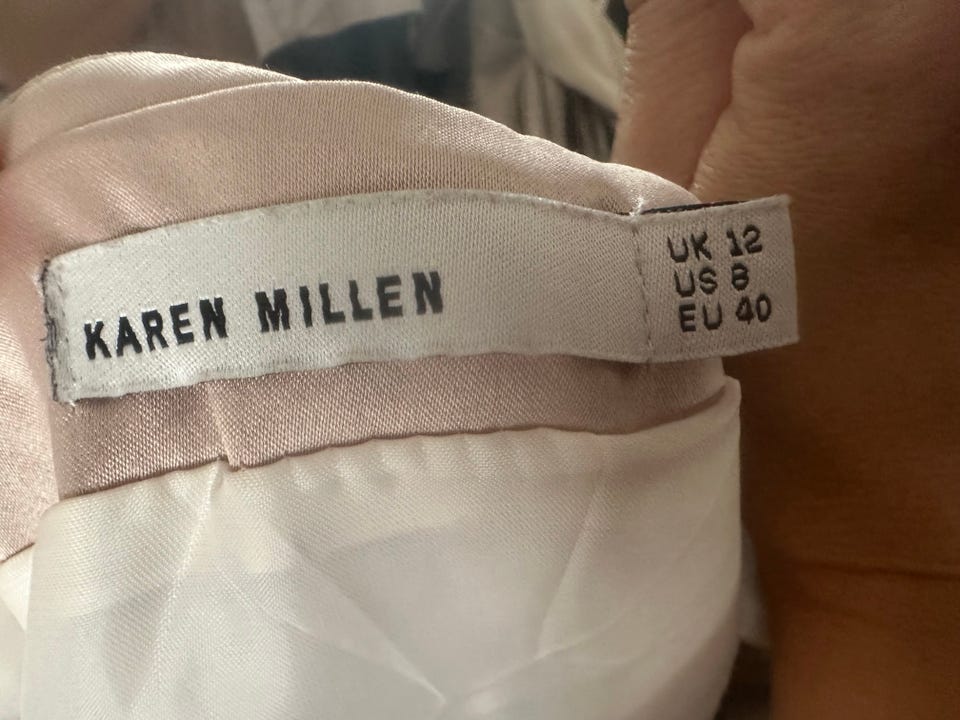 KAREN MILLEN
UK 12
US 8
EU 40